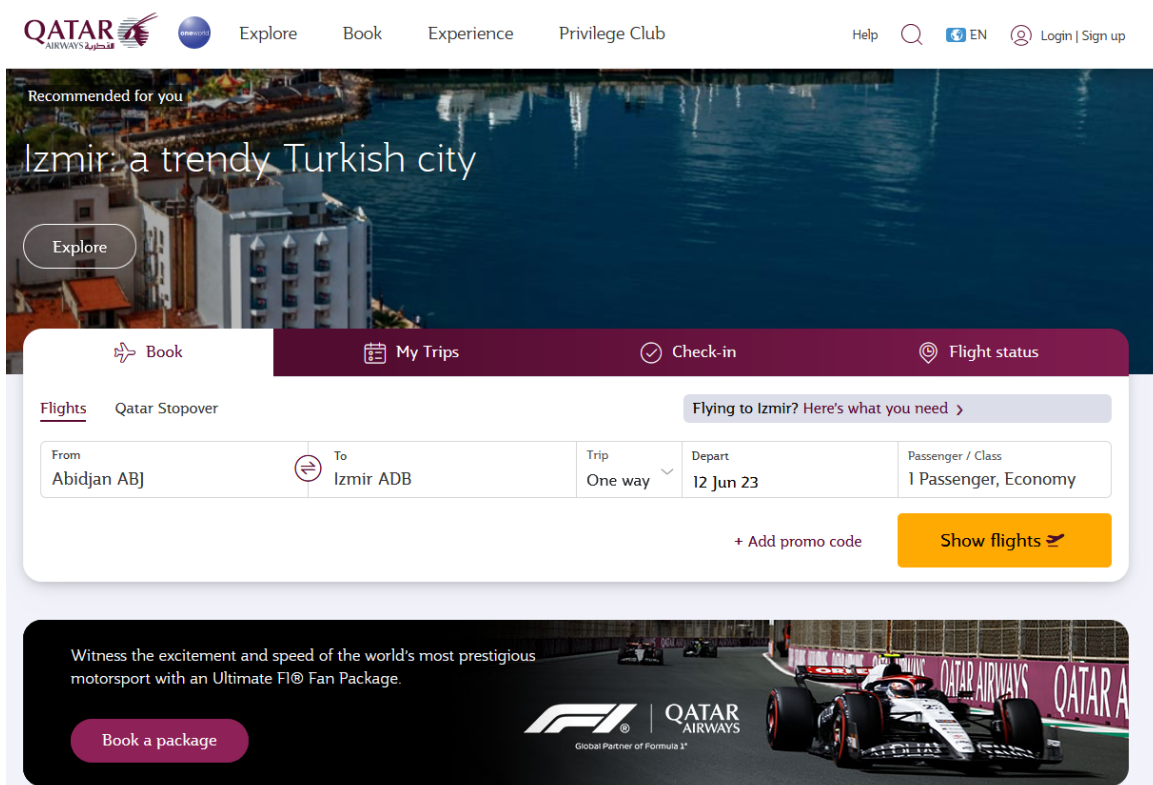 QATAR
AIRWAYS القطرية
oneworld
Explore
Book
Experience
Privilege Club
Help
EN
Login | Sign up
Recommended for you
Izmir: a trendy Turkish city
Explore
Book
My Trips
Check-in
Flight status
Flights
Qatar Stopover
Flying to Izmir? Here's what you need
From
Abidjan ABJ
To
Izmir ADB
Trip
One way
Depart
12 Jun 23
Passenger / Class
1 Passenger, Economy
+ Add promo code
Show flights
Witness the excitement and speed of the world's most prestigious
motorsport with an Ultimate F1® Fan Package.
Book a package
F1®
QATAR
AIRWAYS
Global Partner of Formula 1®
QATAR AIRWAYS
QATAR A